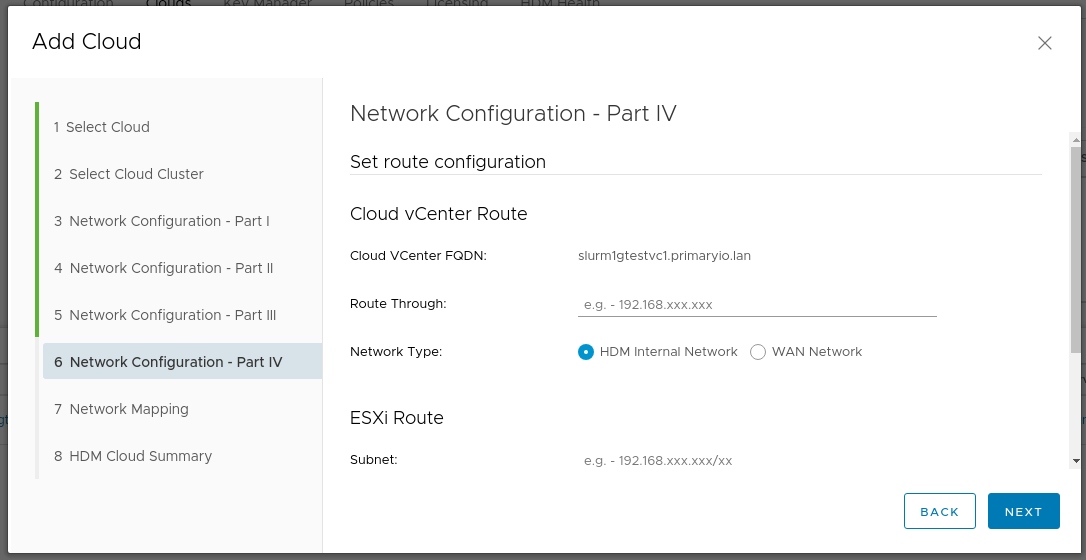 Configuration Clouds Key Manager Policies Licensing HDM Health
Add Cloud
1 Select Cloud
2 Select Cloud Cluster
3 Network Configuration - Part I
4 Network Configuration - Part II
5 Network Configuration - Part III
6 Network Configuration - Part IV
7 Network Mapping
8 HDM Cloud Summary
Network Configuration - Part IV
Set route configuration
Cloud vCenter Route
Cloud VCenter FQDN: slurm1gtestvc1.primaryio.lan
Route Through: e.g. - 192.168.xxx.xxx
Network Type: HDM Internal Network WAN Network
ESXi Route
Subnet: e.g. - 192.168.xxx.xxx/xx
BACK NEXT